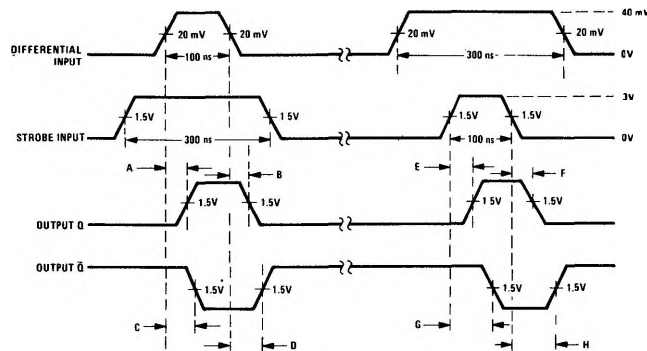 40 mV
20 mV 20 mV 20 mV 20 mV
DIFFERENTIAL
INPUT
100 ns 300 ns
0V
3V
1.5V 1.5V 1.5V 1.5V
STROBE INPUT
300 ns 100 ns
0V
A B E F
1.5V 1.5V 1.5V 1.5V
OUTPUT Q
OUTPUT Q̄
1.5V 1.5V 1.5V 1.5V
C D G H